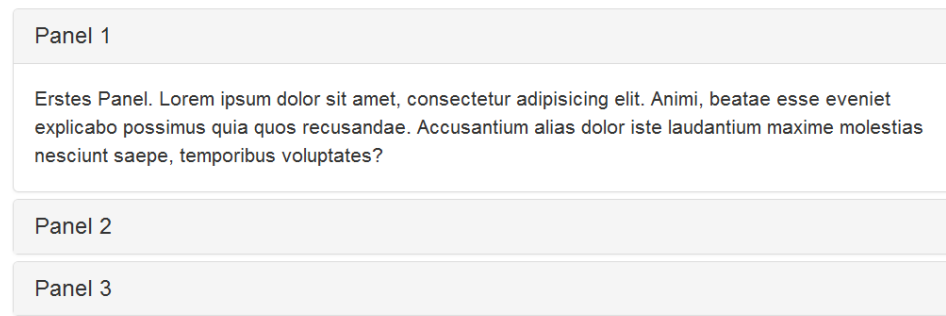 Panel 1
Erstes Panel. Lorem ipsum dolor sit amet, consectetur adipisicing elit. Animi, beatae esse eveniet
explicabo possimus quia quos recusandae. Accusantium alias dolor iste laudantium maxime molestias
nesciunt saepe, temporibus voluptates?
Panel 2
Panel 3